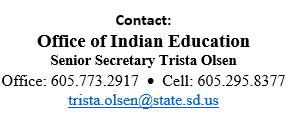 Contact:
Office of Indian Education
Senior Secretary Trista Olsen
Office: 605.773.2917 • Cell: 605.295.8377
trista.olsen@state.sd.us